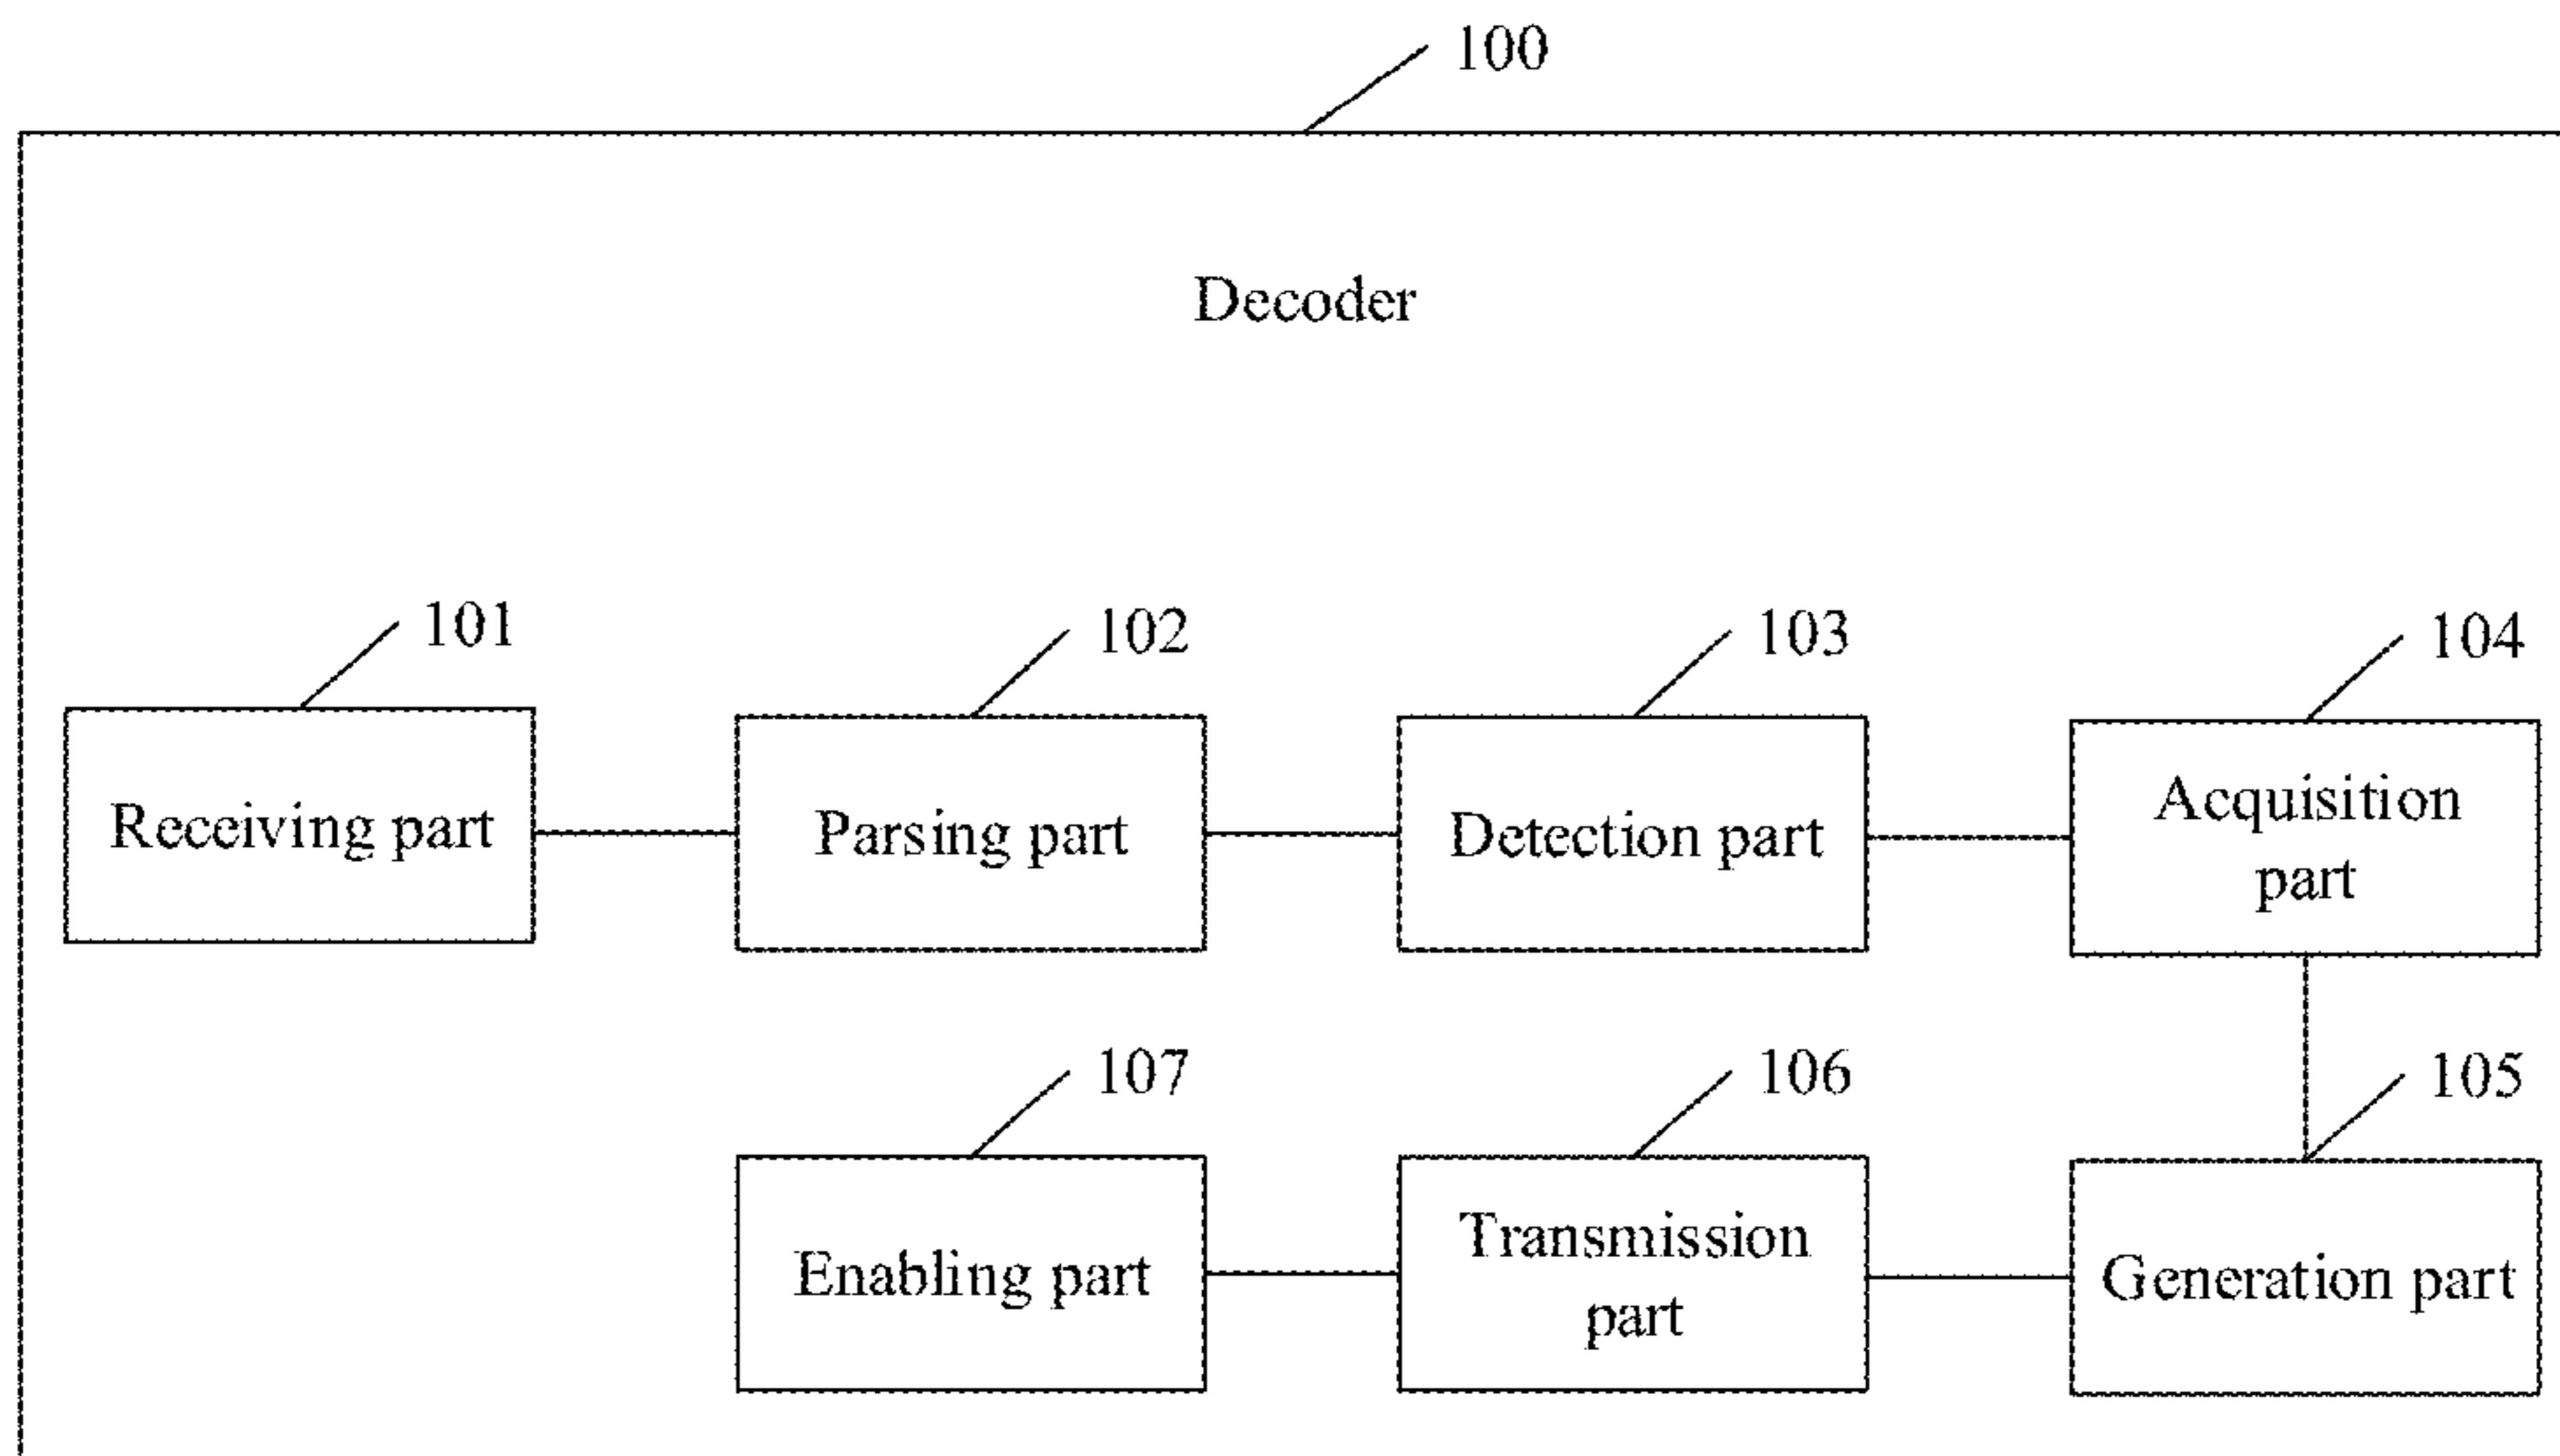 100
Decoder
101
102
103
104
Receiving part
Parsing part
Detection part
Acquisition
part
107
106
105
Enabling part
Transmission
part
Generation part